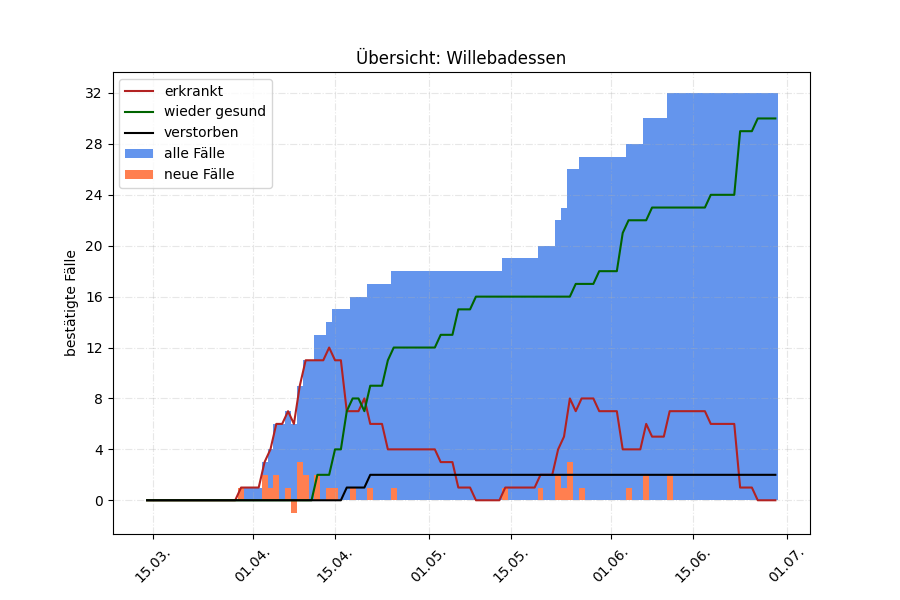 Übersicht: Willebadessen
erkrankt
wieder gesund
verstorben
alle Fälle
neue Fälle
bestätigte Fälle
32
28
24
20
16
12
8
4
0
15.03.
01.04.
15.04.
01.05.
15.05.
01.06.
15.06.
01.07.